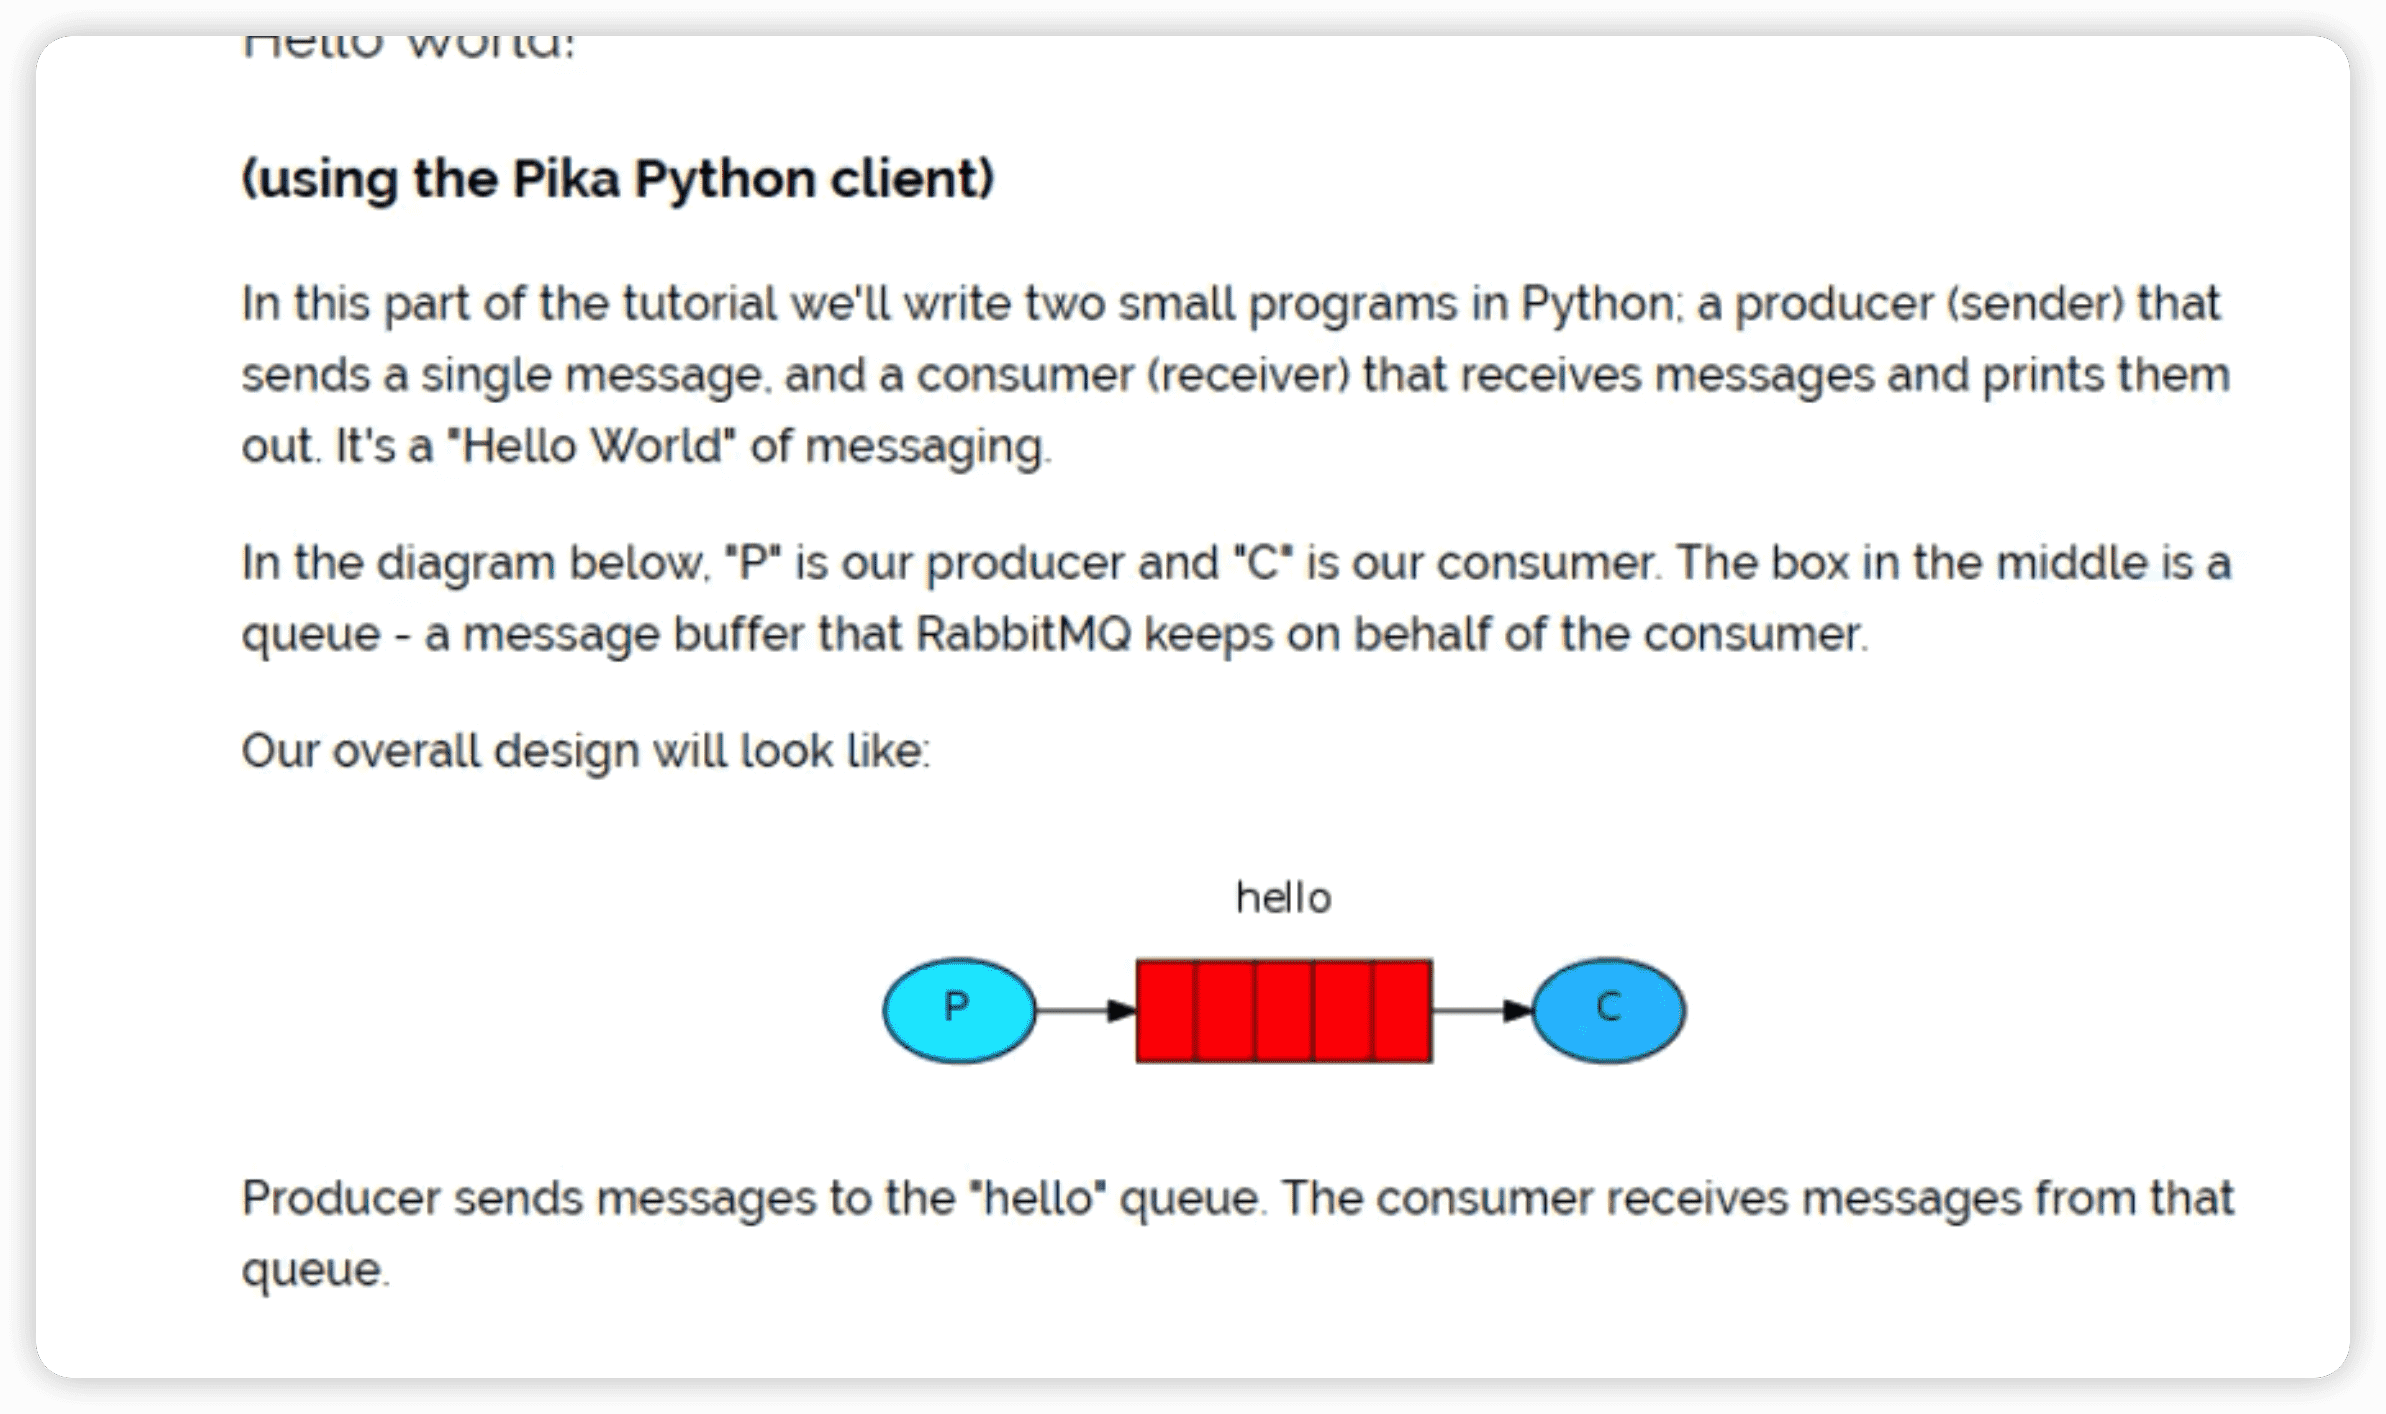 Hello World!
(using the Pika Python client)
In this part of the tutorial we'll write two small programs in Python; a producer (sender) that
sends a single message, and a consumer (receiver) that receives messages and prints them
out. It's a "Hello World" of messaging.
In the diagram below, "P" is our producer and "C" is our consumer. The box in the middle is a
queue - a message buffer that RabbitMQ keeps on behalf of the consumer.
Our overall design will look like:
hello
P C
Producer sends messages to the "hello" queue. The consumer receives messages from that
queue.